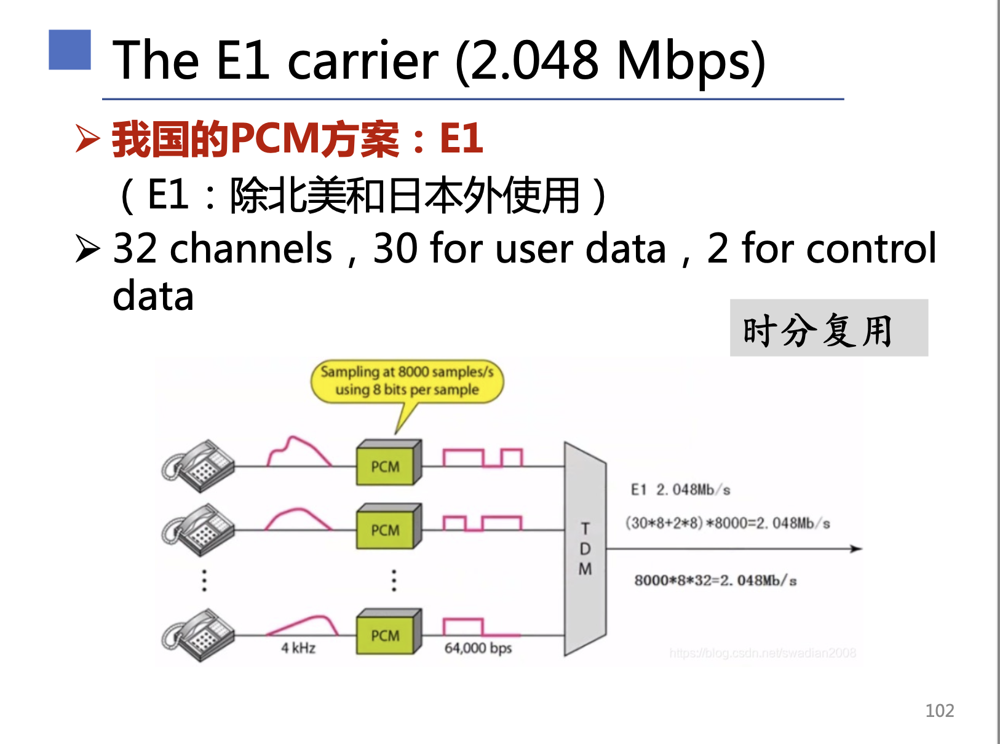 The E1 carrier (2.048 Mbps)
➢ 我国的PCM方案：E1
（E1：除北美和日本外使用）
➢ 32 channels，30 for user data，2 for control
data
时分复用
Sampling at 8000 samples/s
using 8 bits per sample
PCM
PCM
PCM
4 kHz
64,000 bps
T
D
M
E1 2.048Mb/s
(30*8+2*8)*8000=2.048Mb/s
8000*8*32=2.048Mb/s
https://blog.csdn.net/swadian2008
102